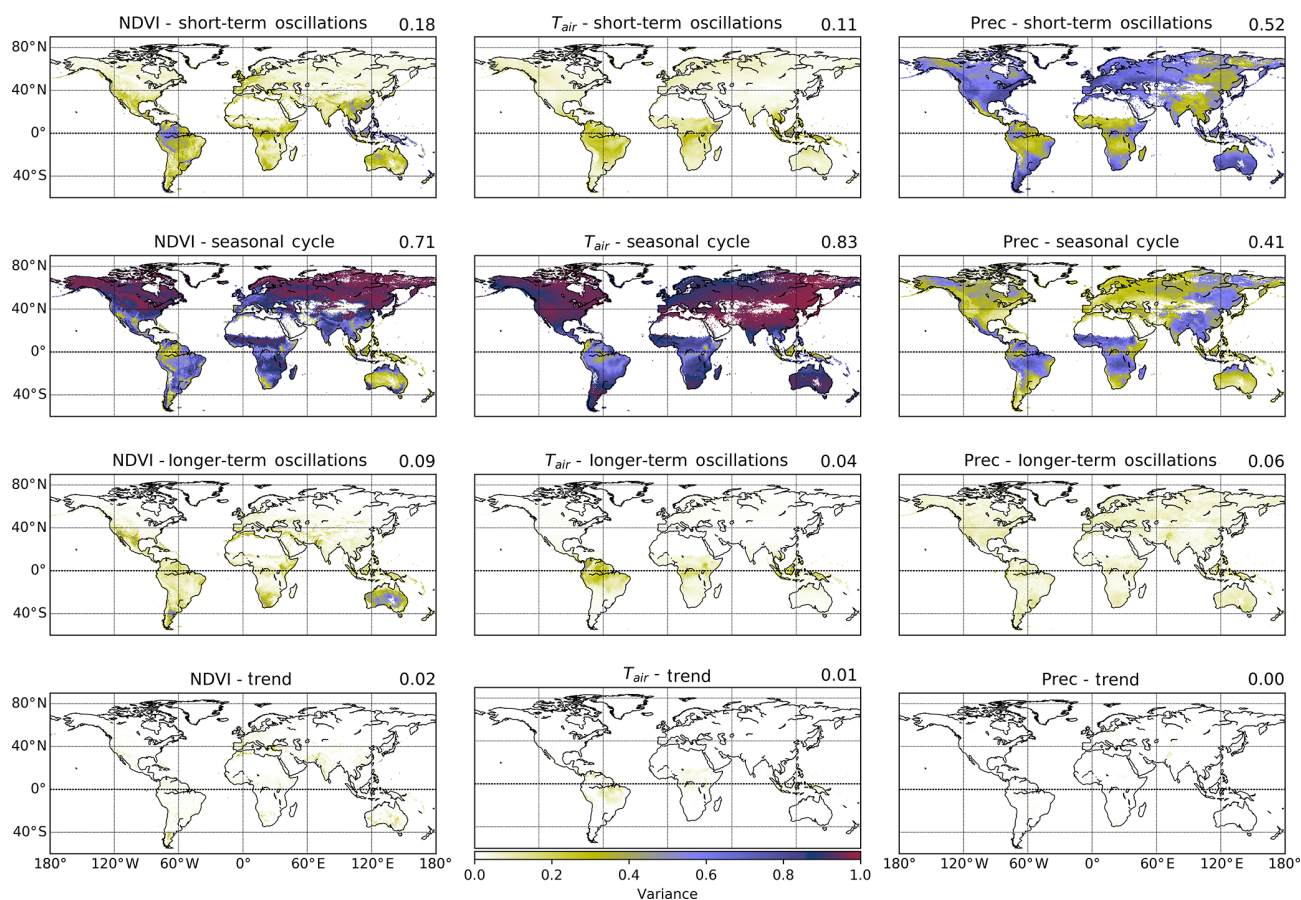 NDVI - short-term oscillations 0.18
T_air - short-term oscillations 0.11
Prec - short-term oscillations 0.52
80°N
40°N
0°
40°S
NDVI - seasonal cycle 0.71
T_air - seasonal cycle 0.83
Prec - seasonal cycle 0.41
80°N
40°N
0°
40°S
NDVI - longer-term oscillations 0.09
T_air - longer-term oscillations 0.04
Prec - longer-term oscillations 0.06
80°N
40°N
0°
40°S
NDVI - trend 0.02
T_air - trend 0.01
Prec - trend 0.00
80°N
40°N
0°
40°S
180° 120°W 60°W 0° 60°E 120°E 180°
0.0 0.2 0.4 0.6 0.8 1.0
Variance
180° 120°W 60°W 0° 60°E 120°E 180°